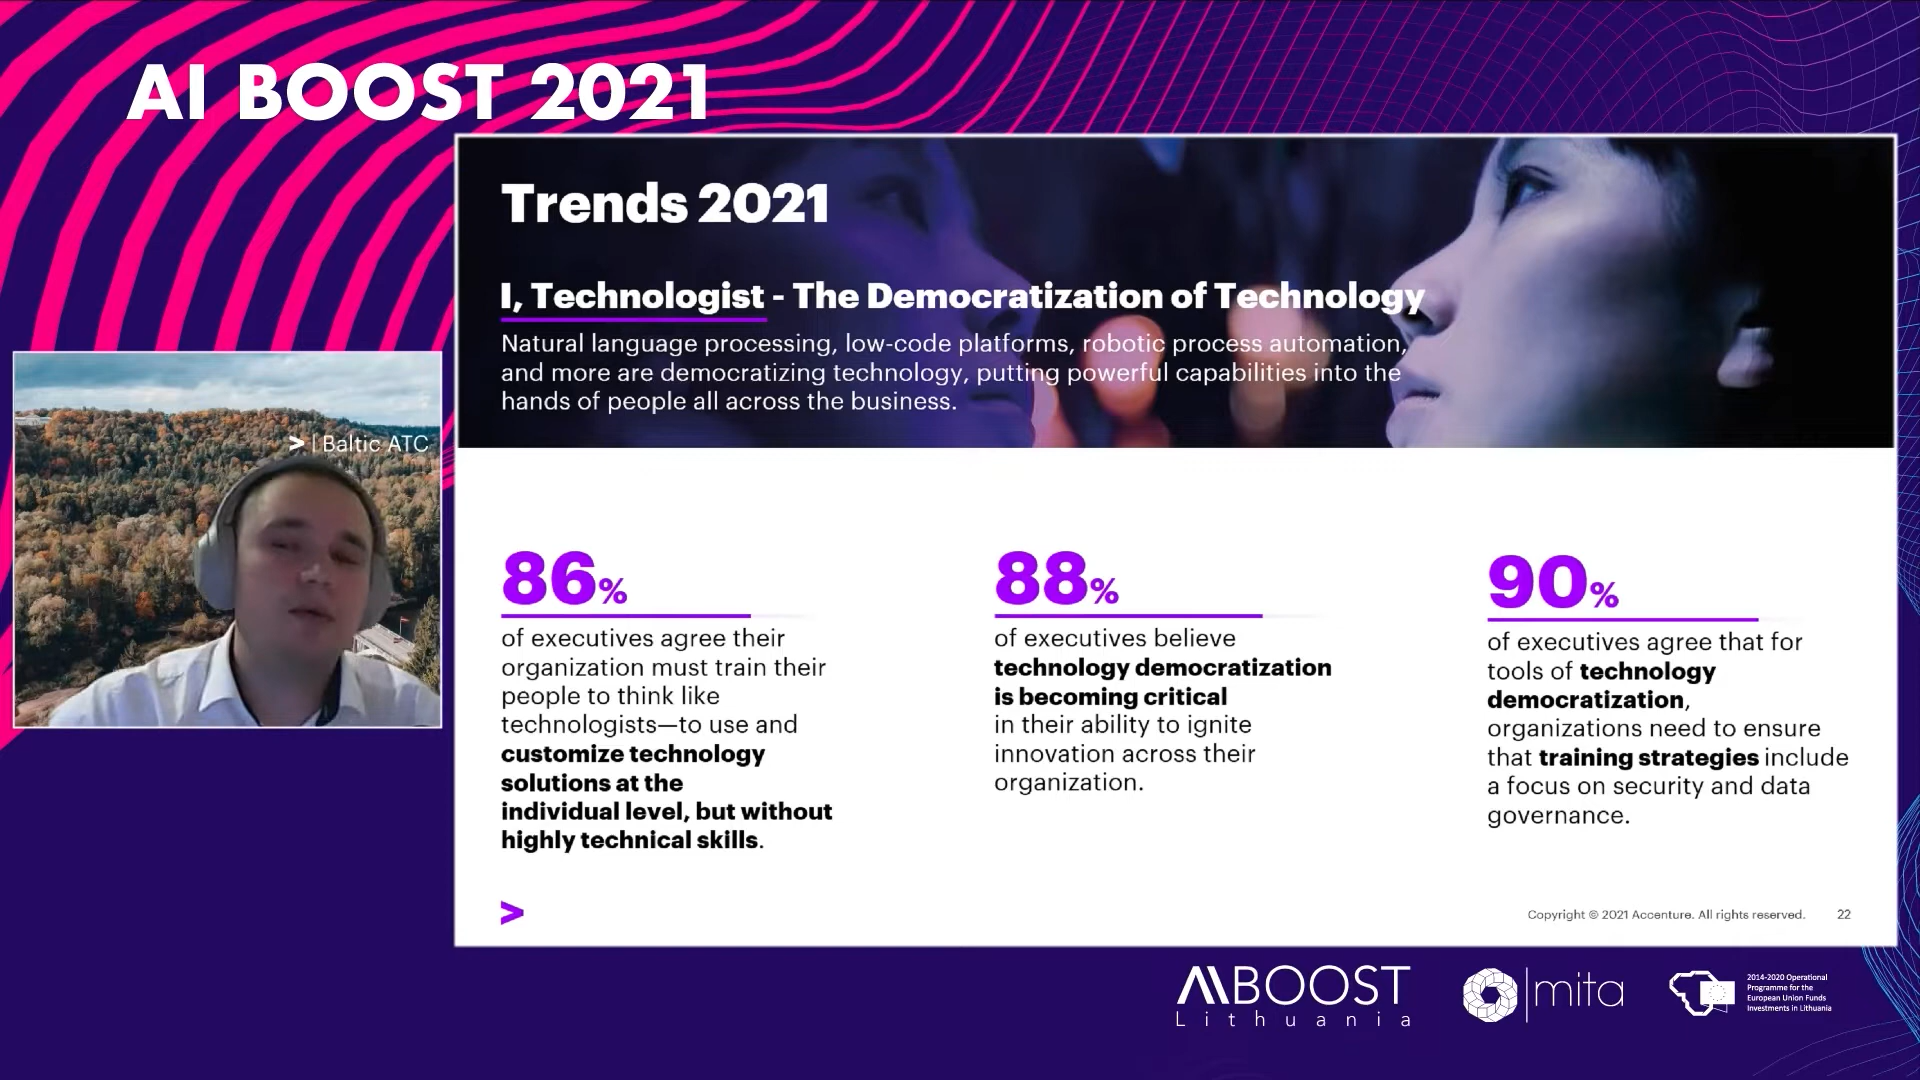 AI BOOST 2021
Trends 2021
I, Technologist - The Democratization of Technology
Natural language processing, low-code platforms, robotic process automation,
and more are democratizing technology, putting powerful capabilities into the
hands of people all across the business.
> | Baltic ATC
86%
of executives agree their
organization must train their
people to think like
technologists—to use and
customize technology
solutions at the
individual level, but without
highly technical skills.
88%
of executives believe
technology democratization
is becoming critical
in their ability to ignite
innovation across their
organization.
90%
of executives agree that for
tools of technology
democratization,
organizations need to ensure
that training strategies include
a focus on security and data
governance.
>
Copyright © 2021 Accenture. All rights reserved. 22
AI BOOST
Lithuania
mita
2014-2020 Operational
Programme for the
European Union Funds
Investments in Lithuania